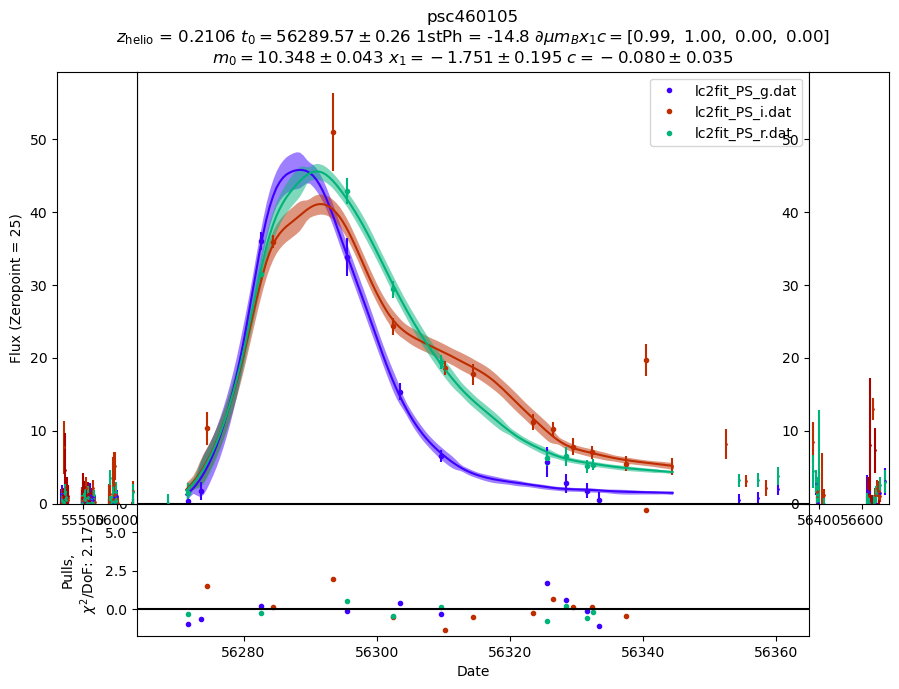 psc460105
z_helio = 0.2106 t_0 = 56289.57 ± 0.26 1stPh = -14.8 ∂μm_Bx_1c = [0.99, 1.00, 0.00, 0.00]
m_0 = 10.348 ± 0.043 x_1 = −1.751 ± 0.195 c = −0.080 ± 0.035
lc2fit_PS_g.dat
lc2fit_PS_i.dat
lc2fit_PS_r.dat
Flux (Zeropoint = 25)
50
40
30
20
10
0
50
40
30
20
10
0
55500
56000
56400
56600
Pulls,
χ²/DoF: 2.17
5.0
2.5
0.0
56280
56300
56320
56340
56360
Date